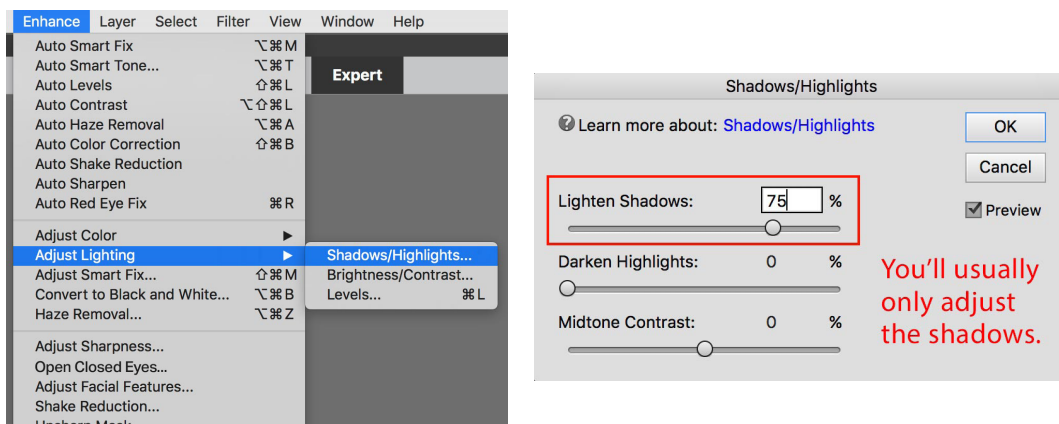 Enhance Layer Select Filter View Window Help
Auto Smart Fix ⌥⌘M
Auto Smart Tone... ⌥⌘T
Auto Levels ⇧⌘L
Auto Contrast ⌥⇧⌘L
Auto Haze Removal ⌥⌘A
Auto Color Correction ⇧⌘B
Auto Shake Reduction
Auto Sharpen
Auto Red Eye Fix ⌘R
Adjust Color ▶
Adjust Lighting ▶
Adjust Smart Fix... ⇧⌘M
Convert to Black and White... ⌥⌘B
Haze Removal... ⌥⌘Z
Adjust Sharpness...
Open Closed Eyes...
Adjust Facial Features...
Shake Reduction...
Unsharp Mask
Expert
Shadows/Highlights...
Brightness/Contrast...
Levels... ⌘L
Shadows/Highlights
Learn more about: Shadows/Highlights
OK
Cancel
Preview
Lighten Shadows: 75 %
Darken Highlights: 0 %
Midtone Contrast: 0 %
You'll usually
only adjust
the shadows.